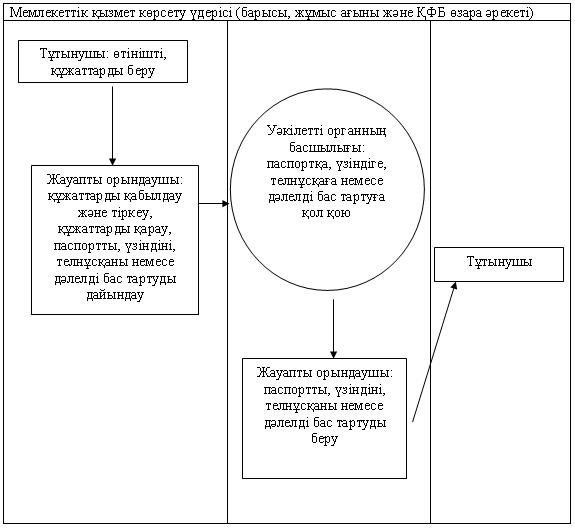 Мемлекеттік қызмет көрсету үдерісі (барысы, жұмыс ағыны және ҚФБ өзара әрекеті)
Тұтынушы: өтінішті,
құжаттарды беру
Жауапты орындаушы:
құжаттарды қабылдау
және тіркеу,
құжаттарды қарау,
паспортты, үзіндіні,
телнұсқаны немесе
дәлелді бас тартуды
дайындау
Уәкілетті органның
басшылығы:
паспортқа, үзіндіге,
телнұсқаға немесе
дәлелді бас тартуға
қол қою
Жауапты орындаушы:
паспортты, үзіндіні,
телнұсқаны немесе
дәлелді бас тартуды
беру
Тұтынушы